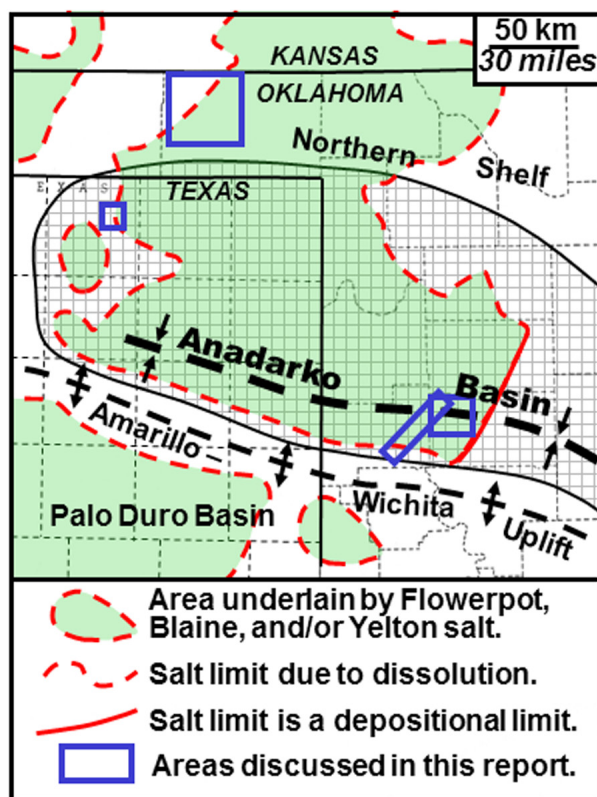 50 km
30 miles
KANSAS
OKLAHOMA
Northern
Shelf
E X A S
TEXAS
Anadarko
Basin
Amarillo –
Wichita
Uplift
Palo Duro Basin
Area underlain by Flowerpot,
Blaine, and/or Yelton salt.
Salt limit due to dissolution.
Salt limit is a depositional limit.
Areas discussed in this report.